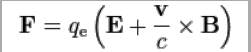 F = q_e ( E + v/c × B )